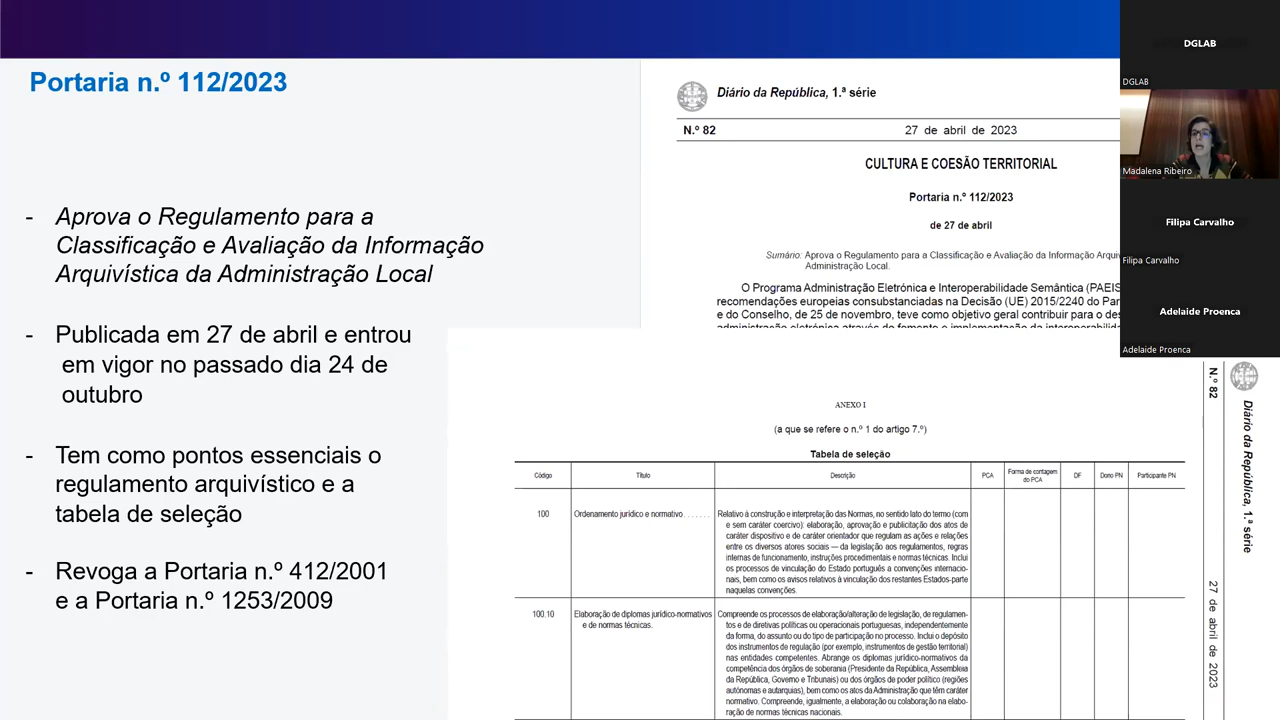 Portaria n.º 112/2023
- Aprova o Regulamento para a
Classificação e Avaliação da Informação
Arquivística da Administração Local
- Publicada em 27 de abril e entrou
em vigor no passado dia 24 de
outubro
- Tem como pontos essenciais o
regulamento arquivístico e a
tabela de seleção
- Revoga a Portaria n.º 412/2001
e a Portaria n.º 1253/2009
Diário da República, 1.ª série
N.º 82 27 de abril de 2023
CULTURA E COESÃO TERRITORIAL
Portaria n.º 112/2023
de 27 de abril
Sumário: Aprova o Regulamento para a Classificação e Avaliação da Informação
Administração Local.
O Programa Administração Eletrónica e Interoperabilidade Semântica (PAEIS
recomendações europeias consubstanciadas na Decisão (UE) 2015/2240 do
e do Conselho, de 25 de novembro, teve como objetivo geral contribuir para o
administração eletrónica através do fomento e implementação da
ANEXO I
(a que se refere o n.º 1 do artigo 7.º)
Tabela de seleção
Código Título Descrição PCA Forma de contagem do PCA DF Dono PN Participante PN
100 Ordenamento jurídico e normativo . . . . . . . Relativo à construção e interpretação das Normas, no sentido lato do termo (com
e sem caráter coercivo): elaboração, aprovação e publicitação dos atos de
caráter dispositivo e de caráter orientador que regulam as ações e relações
entre os diversos atores sociais — da legislação aos regulamentos, regras
internas de funcionamento, instruções procedimentais e normas técnicas. Inclui
os processos de vinculação do Estado português a convenções internacio-
nais, bem como os avisos relativos à vinculação dos restantes Estados-parte
naquelas convenções.
100.10 Elaboração de diplomas jurídico-normativos Compreende os processos de elaboração/alteração de legislação, de regulamen-
e de normas técnicas. tos e de diretivas políticas ou operacionais portuguesas, independentemente
da forma, do assunto ou do tipo de participação no processo. Inclui o depósito
dos instrumentos de regulação (por exemplo, instrumentos de gestão territorial)
nas entidades competentes. Abrange os diplomas jurídico-normativos da
competência dos órgãos de soberania (Presidente da República, Assembleia
da República, Governo e Tribunais) ou dos órgãos de poder político (regiões
autónomas e autarquias), bem como os atos da Administração que têm caráter
normativo. Compreende, igualmente, a elaboração ou colaboração na elabo-
ração de normas técnicas nacionais.
N.º 82
27 de abril de 2023
Diário da República, 1.ª série
DGLAB
DGLAB
Madalena Ribeiro
Filipa Carvalho
Filipa Carvalho
Adelaide Proenca
Adelaide Proenca